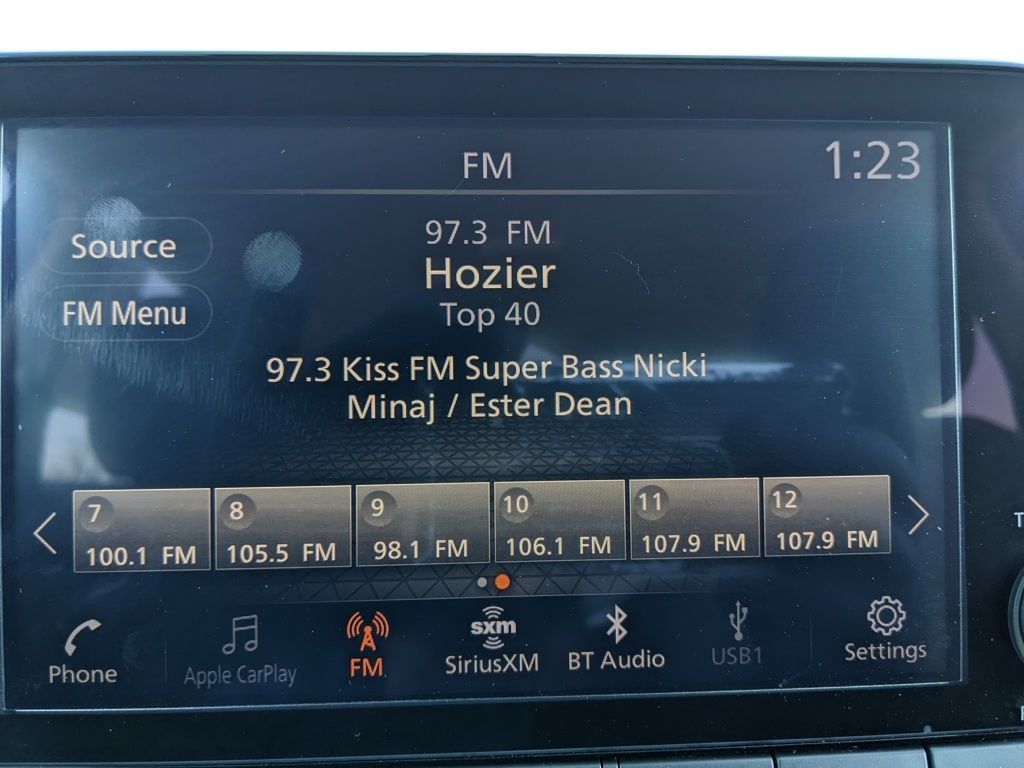 FM
1:23
97.3 FM
Source
Hozier
FM Menu
Top 40
97.3 Kiss FM Super Bass Nicki
Minaj / Ester Dean
7
8
9
10
11
12
100.1 FM
105.5 FM
98.1 FM
106.1 FM
107.9 FM
107.9 FM
sxm
Phone
Apple CarPlay
FM
SiriusXM
BT Audio
USB1
Settings